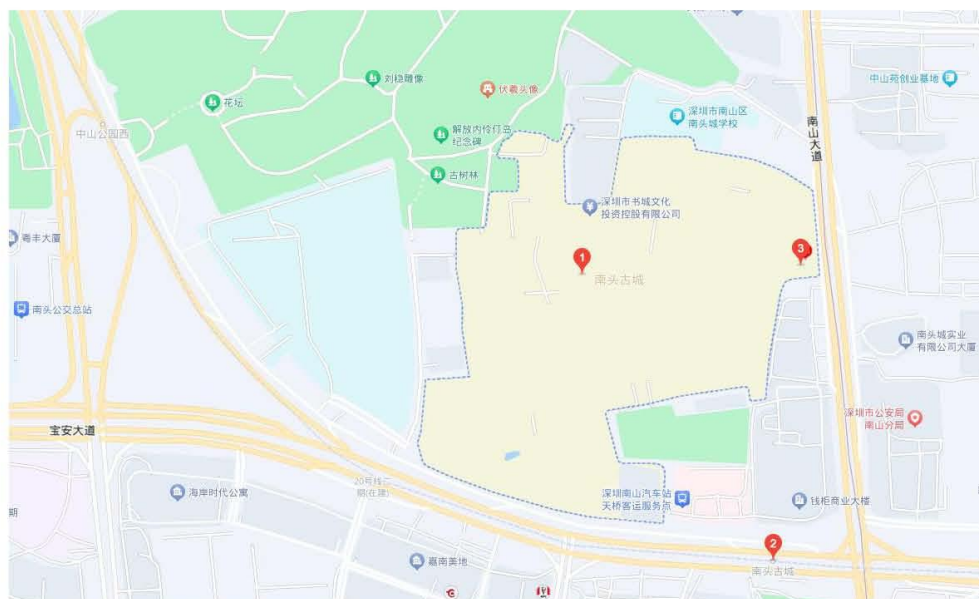 中山苑创业基地
刘稳雕像
伏羲头像
花坛
深圳市南山区
南头城学校
南山大道
中山公园西
解放内伶仃岛
纪念碑
古树林
深圳市书城文化
投资控股有限公司
粤丰大厦
1
3
南头古城
南头公交总站
南头城实业
有限公司大厦
深圳市公安局
南山分局
宝安大道
海岸时代公寓
深圳南山汽车站
天桥客运服务点
钱柜商业大楼
期
2
嘉南美地
南头古城